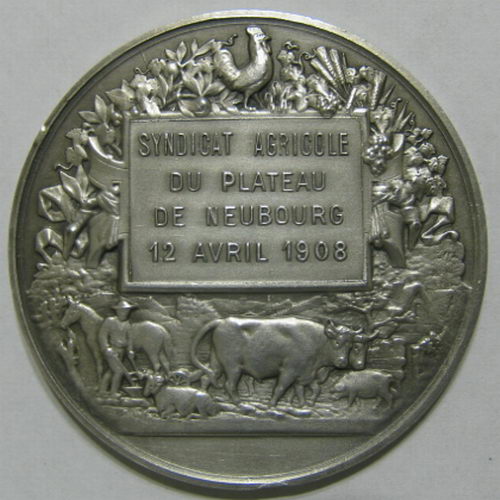 SYNDICAT AGRICOLE
DU PLATEAU
DE NEUBOURG
12 AVRIL 1908